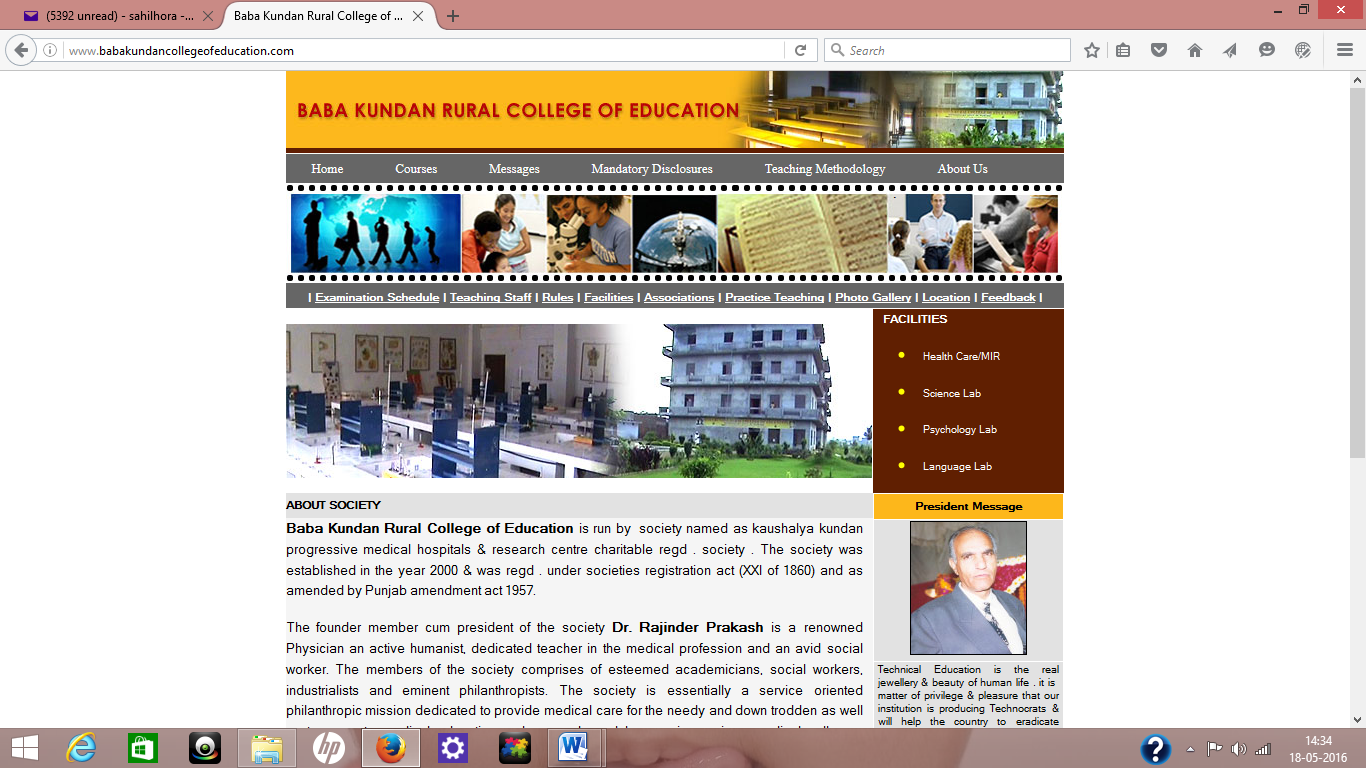 (5392 unread) - sahilhora -...
Baba Kundan Rural College of ...
www.babakundancollegeofeducation.com
Search
BABA KUNDAN RURAL COLLEGE OF EDUCATION
Home Courses Messages Mandatory Disclosures Teaching Methodology About Us
| Examination Schedule | Teaching Staff | Rules | Facilities | Associations | Practice Teaching | Photo Gallery | Location | Feedback |
FACILITIES
Health Care/MIR
Science Lab
Psychology Lab
Language Lab
ABOUT SOCIETY
Baba Kundan Rural College of Education is run by society named as kaushalya kundan
progressive medical hospitals & research centre charitable regd . society . The society was
established in the year 2000 & was regd . under societies registration act (XXI of 1860) and as
amended by Punjab amendment act 1957.
The founder member cum president of the society Dr. Rajinder Prakash is a renowned
Physician an active humanist, dedicated teacher in the medical profession and an avid social
worker. The members of the society comprises of esteemed academicians, social workers,
industrialists and eminent philanthropists. The society is essentially a service oriented
philanthropic mission dedicated to provide medical care for the needy and down trodden as well
President Message
Technical Education is the real
jewellery & beauty of human life . it is
matter of privilege & pleasure that our
institution is producing Technocrats &
will help the country to eradicate
hp
14:34
18-05-2016